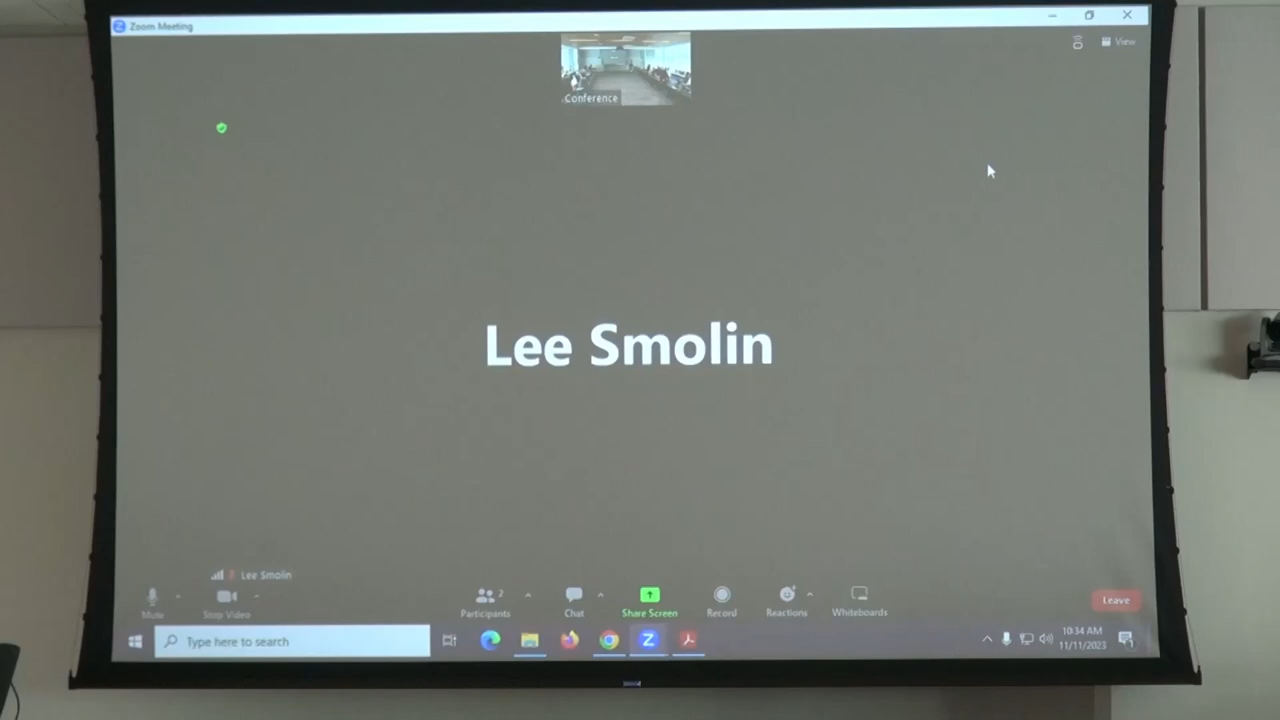 Zoom Meeting
View
Conference
Lee Smolin
Lee Smolin
Mute
Stop Video
Participants 2
Chat
Share Screen
Record
Reactions
Whiteboards
Leave
Type here to search
10:34 AM
11/11/2023